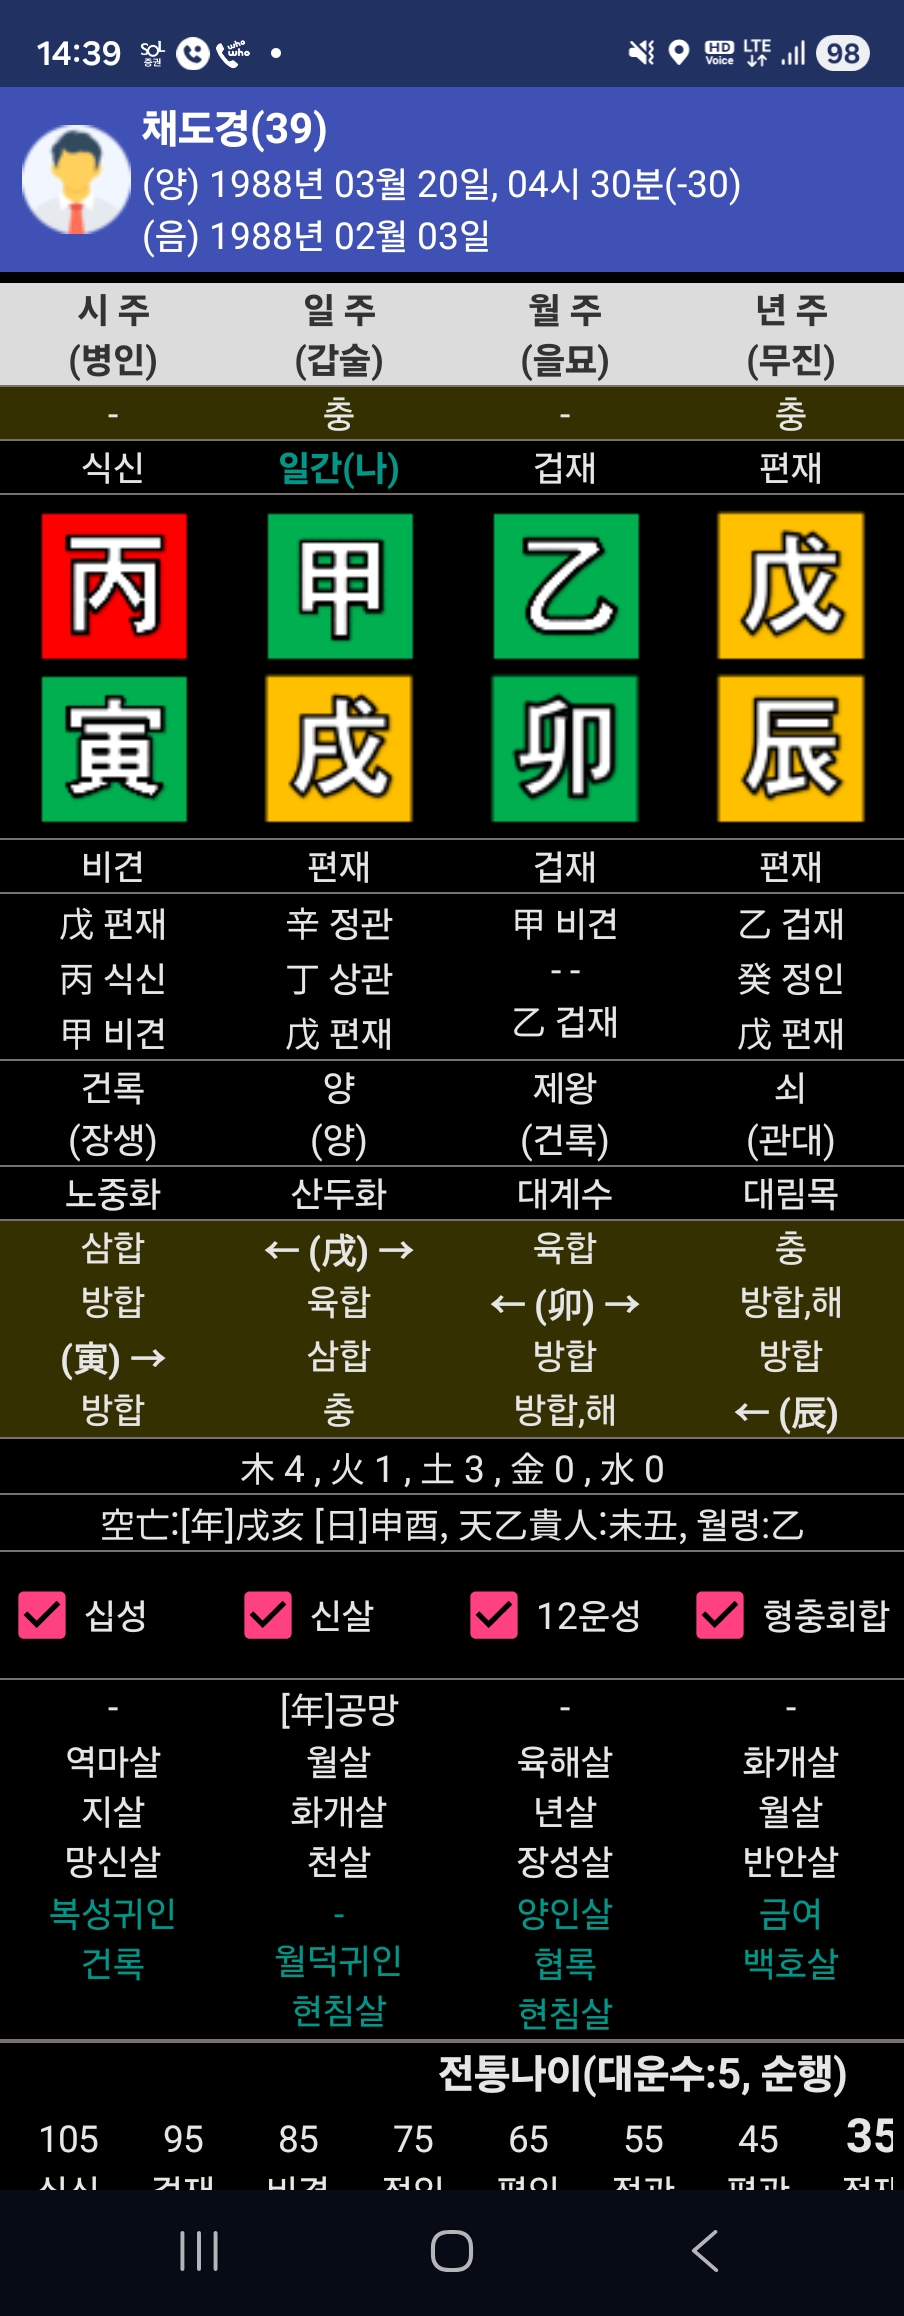 14:39 SOL 증권 who who HD Voice LTE 98
채도경(39)
(양) 1988년 03월 20일, 04시 30분(-30)
(음) 1988년 02월 03일
시 주 일 주 월 주 년 주
(병인) (갑술) (을묘) (무진)
- 충 - 충
식신 일간(나) 겁재 편재
丙 甲 乙 戊
寅 戌 卯 辰
비견 편재 겁재 편재
戊 편재 辛 정관 甲 비견 乙 겁재
丙 식신 丁 상관 - - 癸 정인
甲 비견 戊 편재 乙 겁재 戊 편재
건록 양 제왕 쇠
(장생) (양) (건록) (관대)
노중화 산두화 대계수 대림목
삼합 ← (戌) → 육합 충
방합 육합 ← (卯) → 방합,해
(寅) → 삼합 방합 방합
방합 충 방합,해 ← (辰)
木 4 , 火 1 , 土 3 , 金 0 , 水 0
空亡:[年]戌亥 [日]申酉, 天乙貴人:未丑, 월령:乙
십성 신살 12운성 형충회합
- [年]공망 - -
역마살 월살 육해살 화개살
지살 화개살 년살 월살
망신살 천살 장성살 반안살
복성귀인 - 양인살 금여
건록 월덕귀인 협록 백호살
현침살 현침살
전통나이(대운수:5, 순행)
105 95 85 75 65 55 45 35